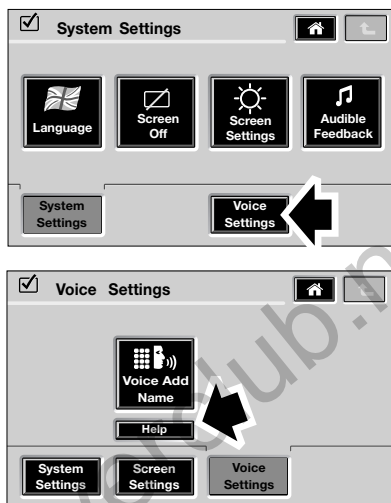 System Settings
Language
Screen
Off
Screen
Settings
Audible
Feedback
System
Settings
Voice
Settings
Voice Settings
Voice Add
Name
Help
System
Settings
Screen
Settings
Voice
Settings